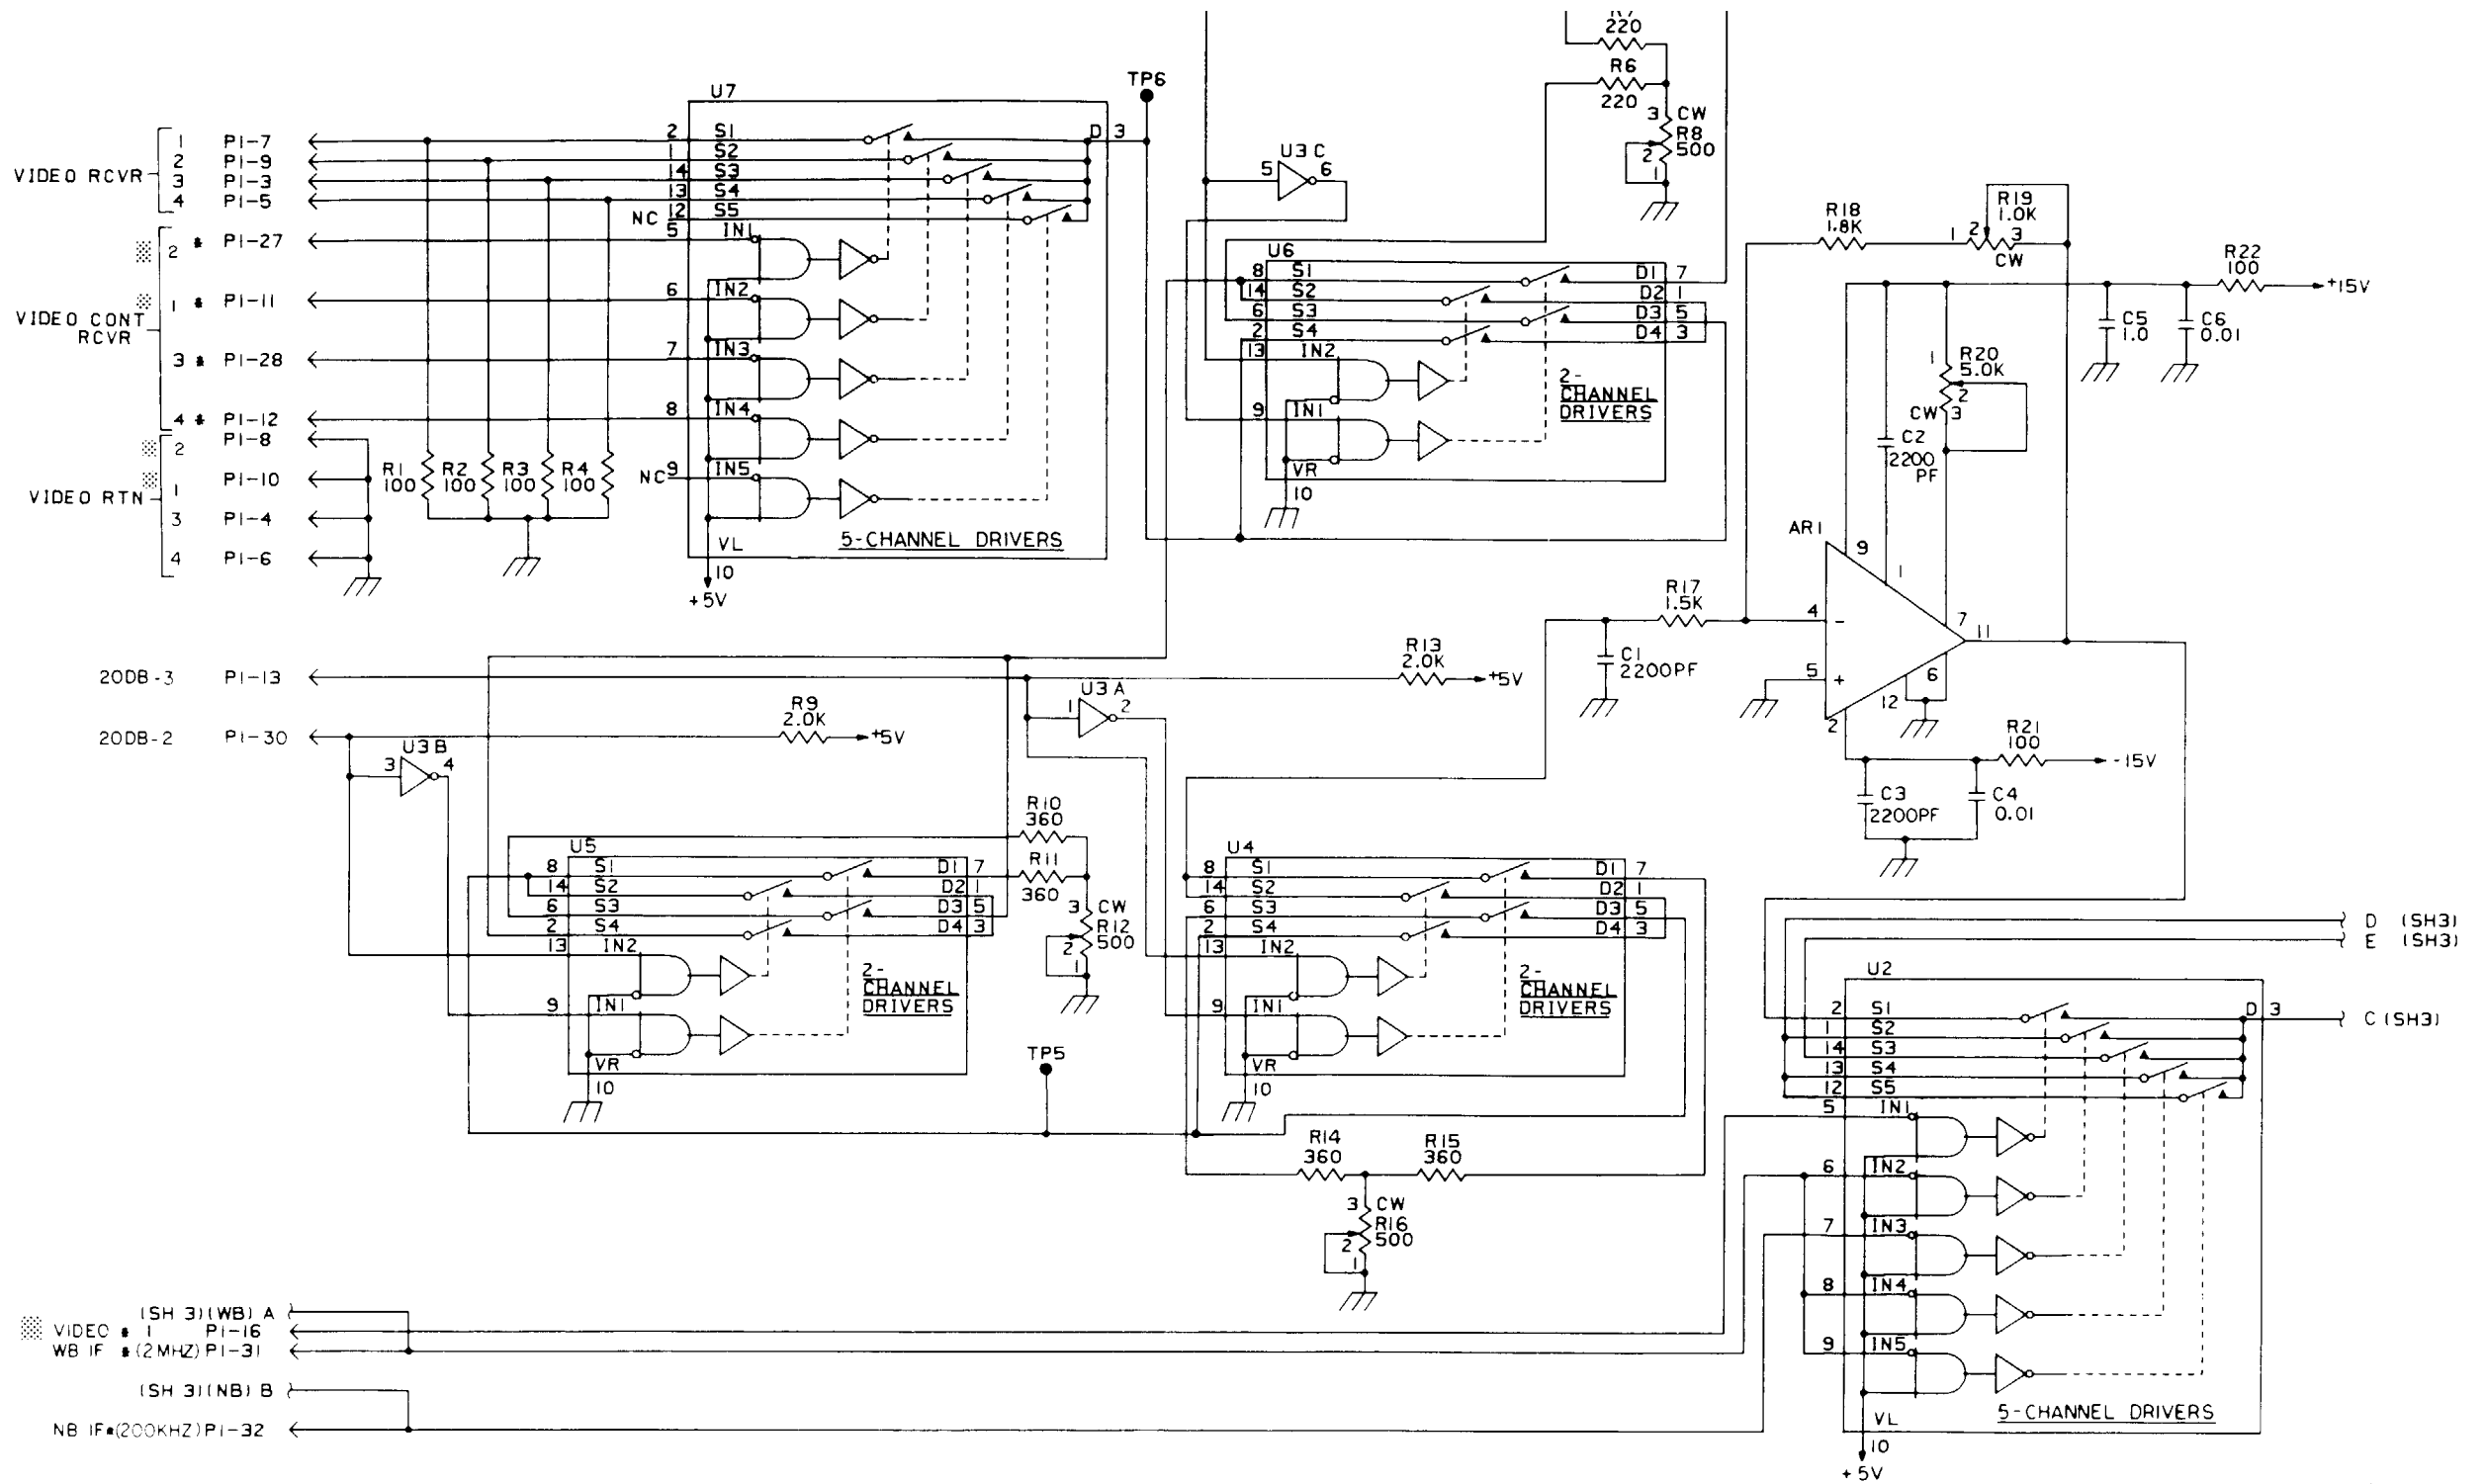 R7
220
R6
220
3 CW
R8
500
2
1
TP6
U7
VIDEO RCVR
1 P1-7
2 P1-9
3 P1-3
4 P1-5
VIDEO CONT
RCVR
2 * P1-27
1 * P1-11
3 * P1-28
4 * P1-12
VIDEO RTN
2 P1-8
1 P1-10
3 P1-4
4 P1-6
R1
100
R2
100
R3
100
R4
100
2 S1 D 3
1 S2
14 S3
13 S4
NC 12 S5
5 IN1
6 IN2
7 IN3
8 IN4
NC 9 IN5
VL
10
+5V
5-CHANNEL DRIVERS
U3C
5 6
U6
8 S1 D1 7
14 S2 D2 1
6 S3 D3 5
2 S4 D4 3
13 IN2
9 IN1
VR
10
2-
CHANNEL
DRIVERS
R18
1.8K
R19
1.0K
1 2 3
CW
R22
100
+15V
C5
1.0
C6
0.01
1
R20
5.0K
2
CW 3
C2
2200
PF
AR1
9
1
7
11
4 -
5 +
6
12
2
R17
1.5K
C1
2200PF
R21
100
-15V
C3
2200PF
C4
0.01
20DB-3 P1-13
R13
2.0K
+5V
20DB-2 P1-30
R9
2.0K
+5V
U3A
1 2
U3B
3 4
R10
360
R11
360
3 CW
R12
500
2
1
U5
8 S1 D1 7
14 S2 D2 1
6 S3 D3 5
2 S4 D4 3
13 IN2
9 IN1
VR
10
2-
CHANNEL
DRIVERS
TP5
U4
8 S1 D1 7
14 S2 D2 1
6 S3 D3 5
2 S4 D4 3
13 IN2
9 IN1
VR
10
2-
CHANNEL
DRIVERS
R14
360
R15
360
3 CW
R16
500
2
1
D (SH3)
E (SH3)
C (SH3)
U2
2 S1 D 3
1 S2
14 S3
13 S4
12 S5
5 IN1
6 IN2
7 IN3
8 IN4
9 IN5
VL
10
+5V
5-CHANNEL DRIVERS
(SH 3)(WB) A
VIDEO * 1 P1-16
WB IF *(2MHZ) P1-31
(SH 3)(NB) B
NB IF*(200KHZ) P1-32